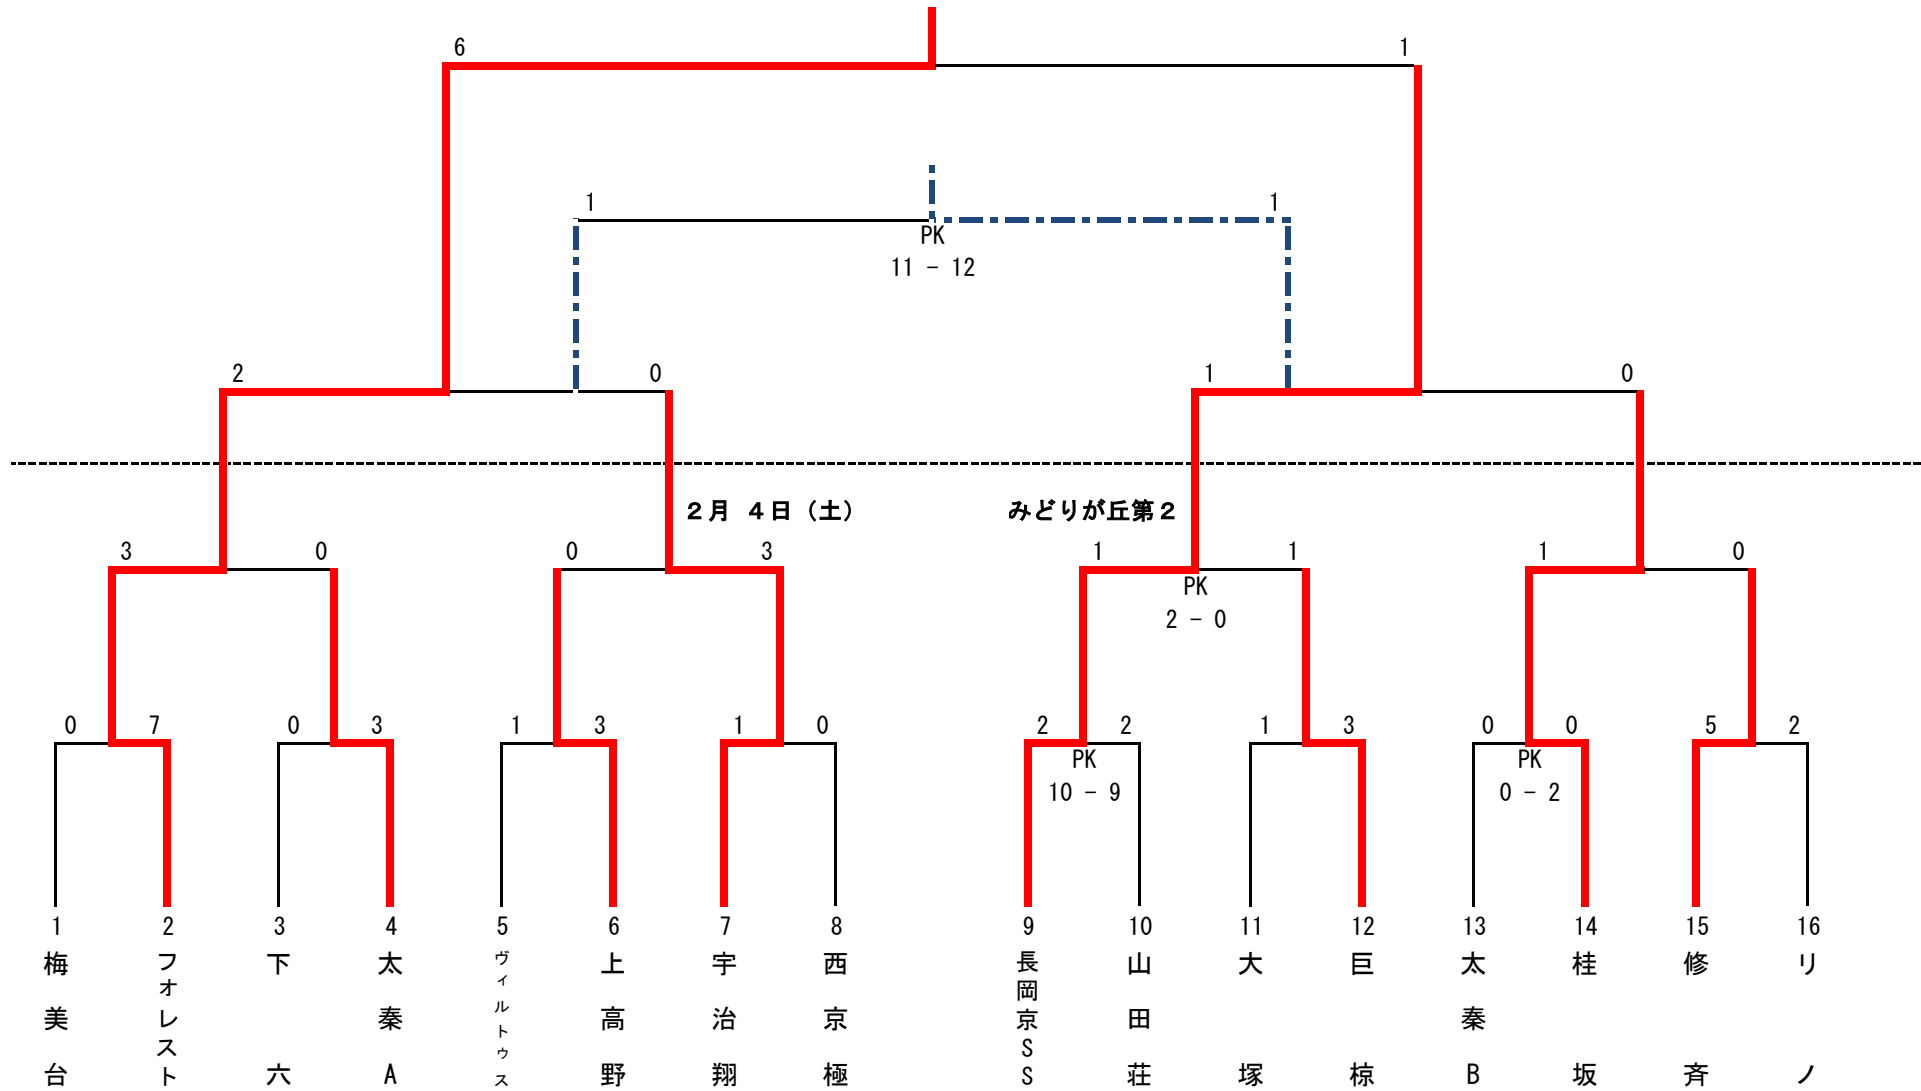 6 1
1 1
PK
11 - 12
2 0 1 0
2月 4日（土） みどりが丘第2
3 0 0 3 1 1 1 0
PK
2 - 0
0 7 0 3 1 3 1 0 2 2 1 3 0 0 5 2
PK PK
10 - 9 0 - 2
1 2 3 4 5 6 7 8 9 10 11 12 13 14 15 16
梅美台
フォレスト
下六
太秦A
ヴィルトゥス
上高野
宇治翔
西京極
長岡京SS
山田荘
大塚
巨椋
太秦B
桂坂
修斉
リノ